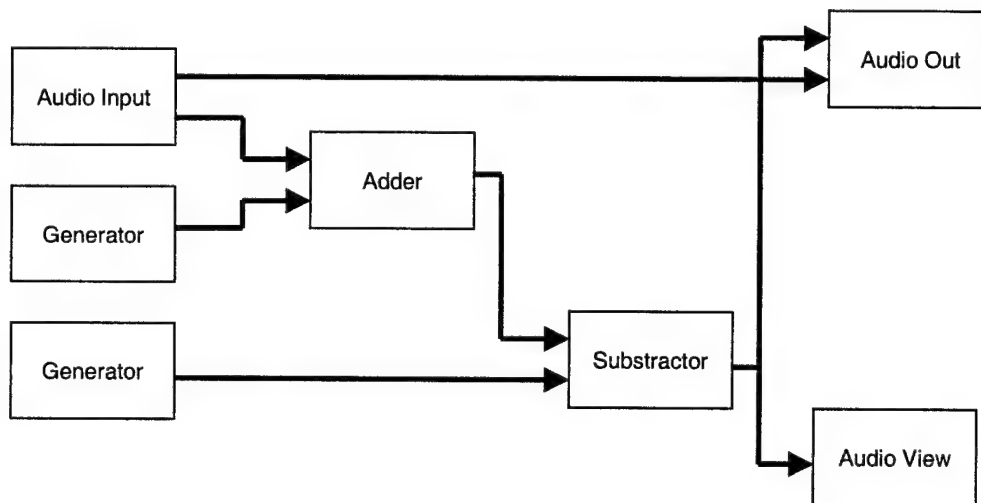 Audio Out
Audio Input
Adder
Generator
Generator
Substractor
Audio View